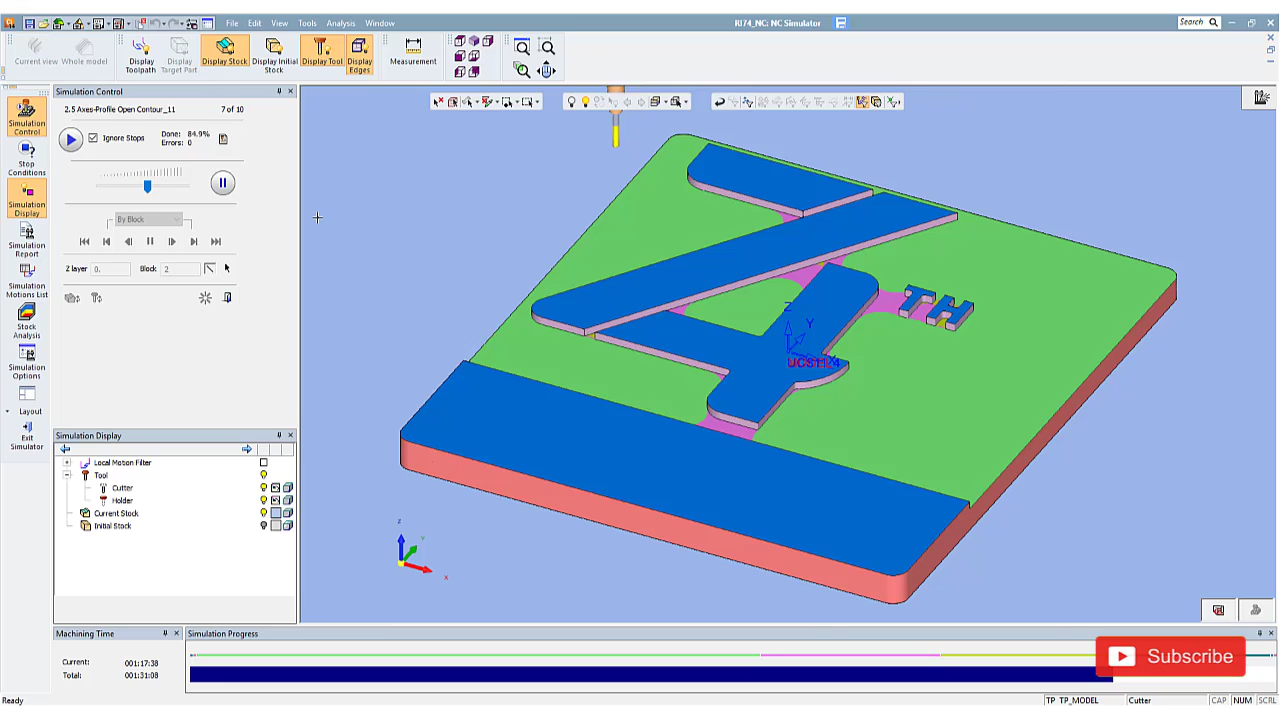 File Edit View Tools Analysis Window
RI74_NC: NC Simulator
Search
Current view
Whole model
Display Toolpath
Display Target Part
Display Stock
Display Initial Stock
Display Tool
Display Edges
Measurement
Simulation Control
Stop Conditions
Simulation Display
Simulation Report
Simulation Motions List
Stock Analysis
Simulation Options
Layout
Exit Simulator
Simulation Control
2.5 Axes-Profile Open Contour_11 7 of 10
Ignore Stops
Done: 84.9%
Errors: 0
By Block
Z layer 0. Block 2
Simulation Display
Local Motion Filter
Tool
Cutter
Holder
Current Stock
Initial Stock
TH
Z
Y
Z
Y
X
Machining Time
Current: 001:17:38
Total: 001:31:08
Simulation Progress
Subscribe
Ready
TP TP_MODEL Cutter CAP NUM SCRL